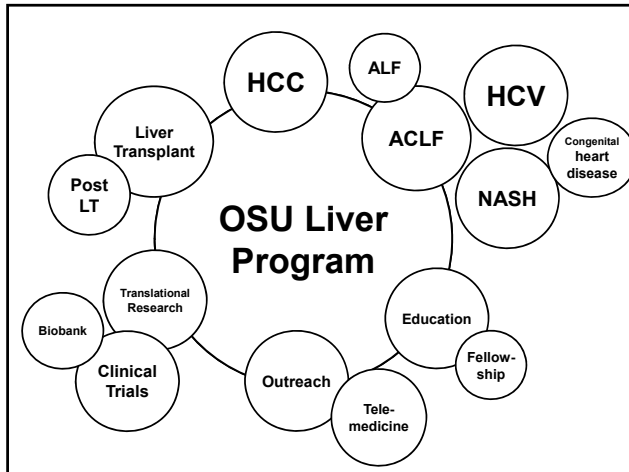 HCC
ALF
HCV
Liver
Transplant
ACLF
Congenital
heart
disease
Post
LT
NASH
OSU Liver
Program
Translational
Research
Education
Biobank
Clinical
Trials
Outreach
Fellow-
ship
Tele-
medicine